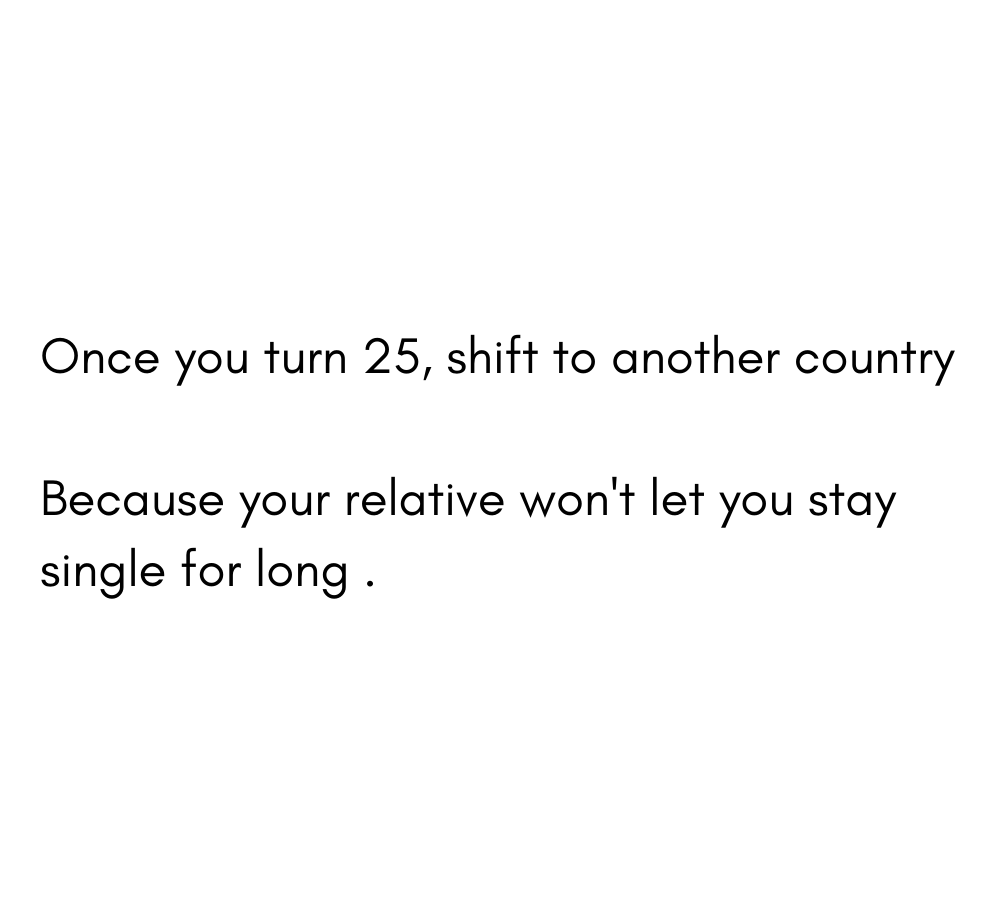 Once you turn 25, shift to another country
Because your relative won't let you stay
single for long .